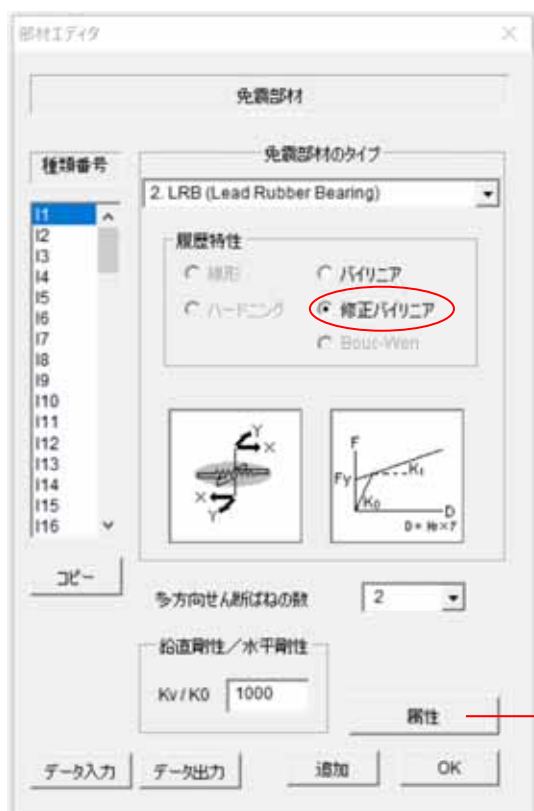 部材エディタ
免震部材
種類番号
免震部材のタイプ
2. LRB (Lead Rubber Bearing)
I1
I2
I3
I4
I5
I6
I7
I8
I9
I10
I11
I12
I13
I14
I15
I16
履歴特性
線形
バイリニア
ハードニング
修正バイリニア
Bouc-Wen
Y
X
X
Y
F
Fy
K1
K0
D
D = Hr×γ
コピー
多方向せん断ばねの数
2
鉛直剛性/水平剛性
Kv / K0
1000
属性
データ入力
データ出力
追加
OK